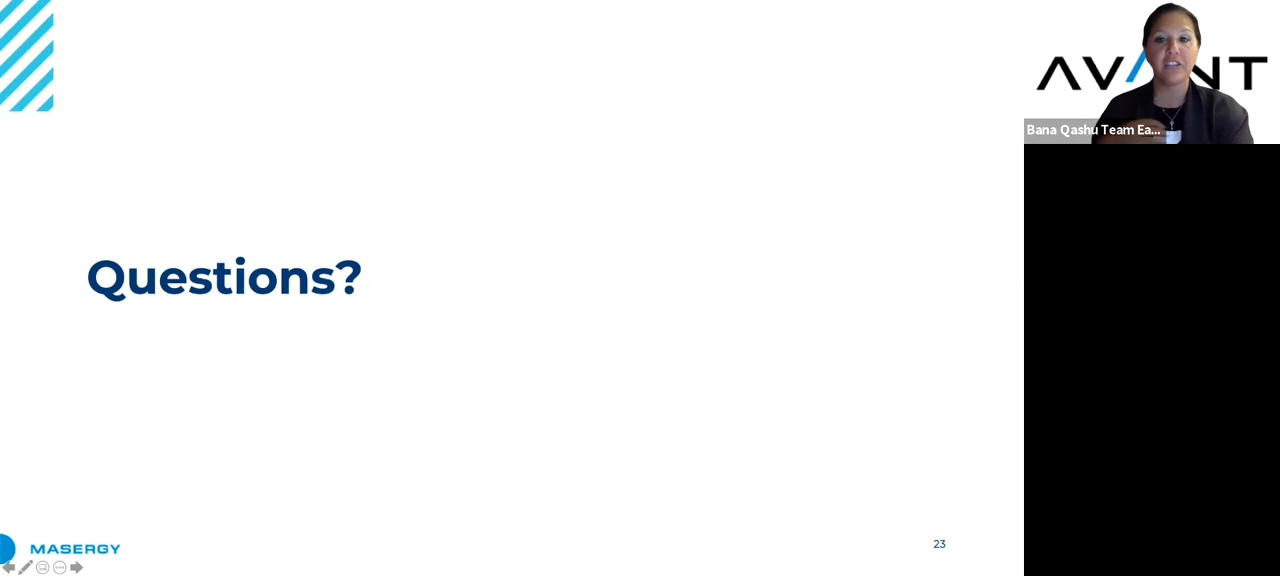 AVANT
Bana Qashu Team Ea...
Questions?
MASERGY
23